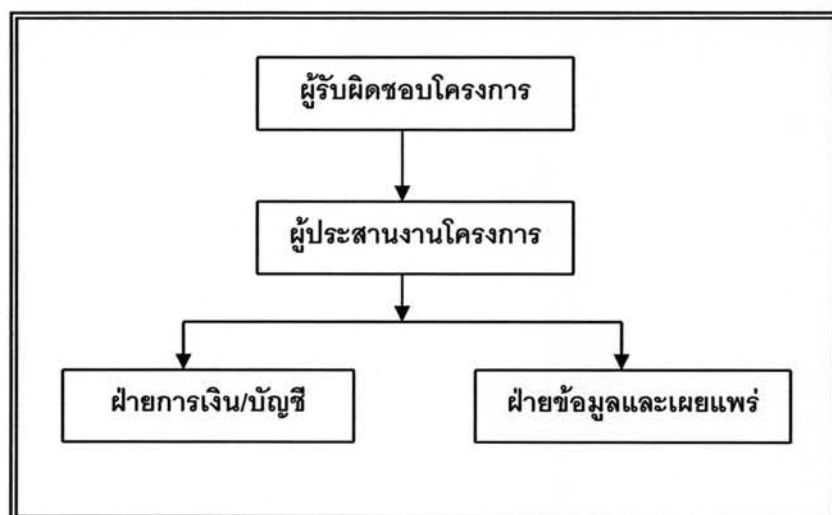 ผู้รับผิดชอบโครงการ
ผู้ประสานงานโครงการ
ฝ่ายการเงิน/บัญชี
ฝ่ายข้อมูลและเผยแพร่